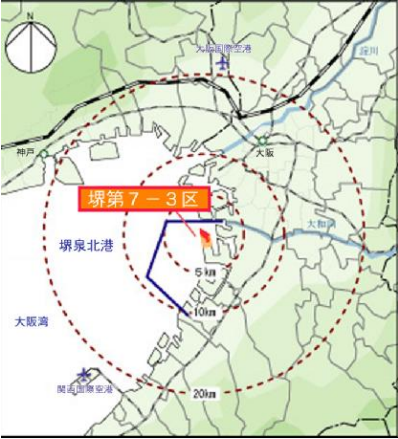 N
大阪国際空港
淀川
神戸
大阪
堺第7－3区
大和川
堺泉北港
5km
10km
大阪湾
関西国際空港
20km